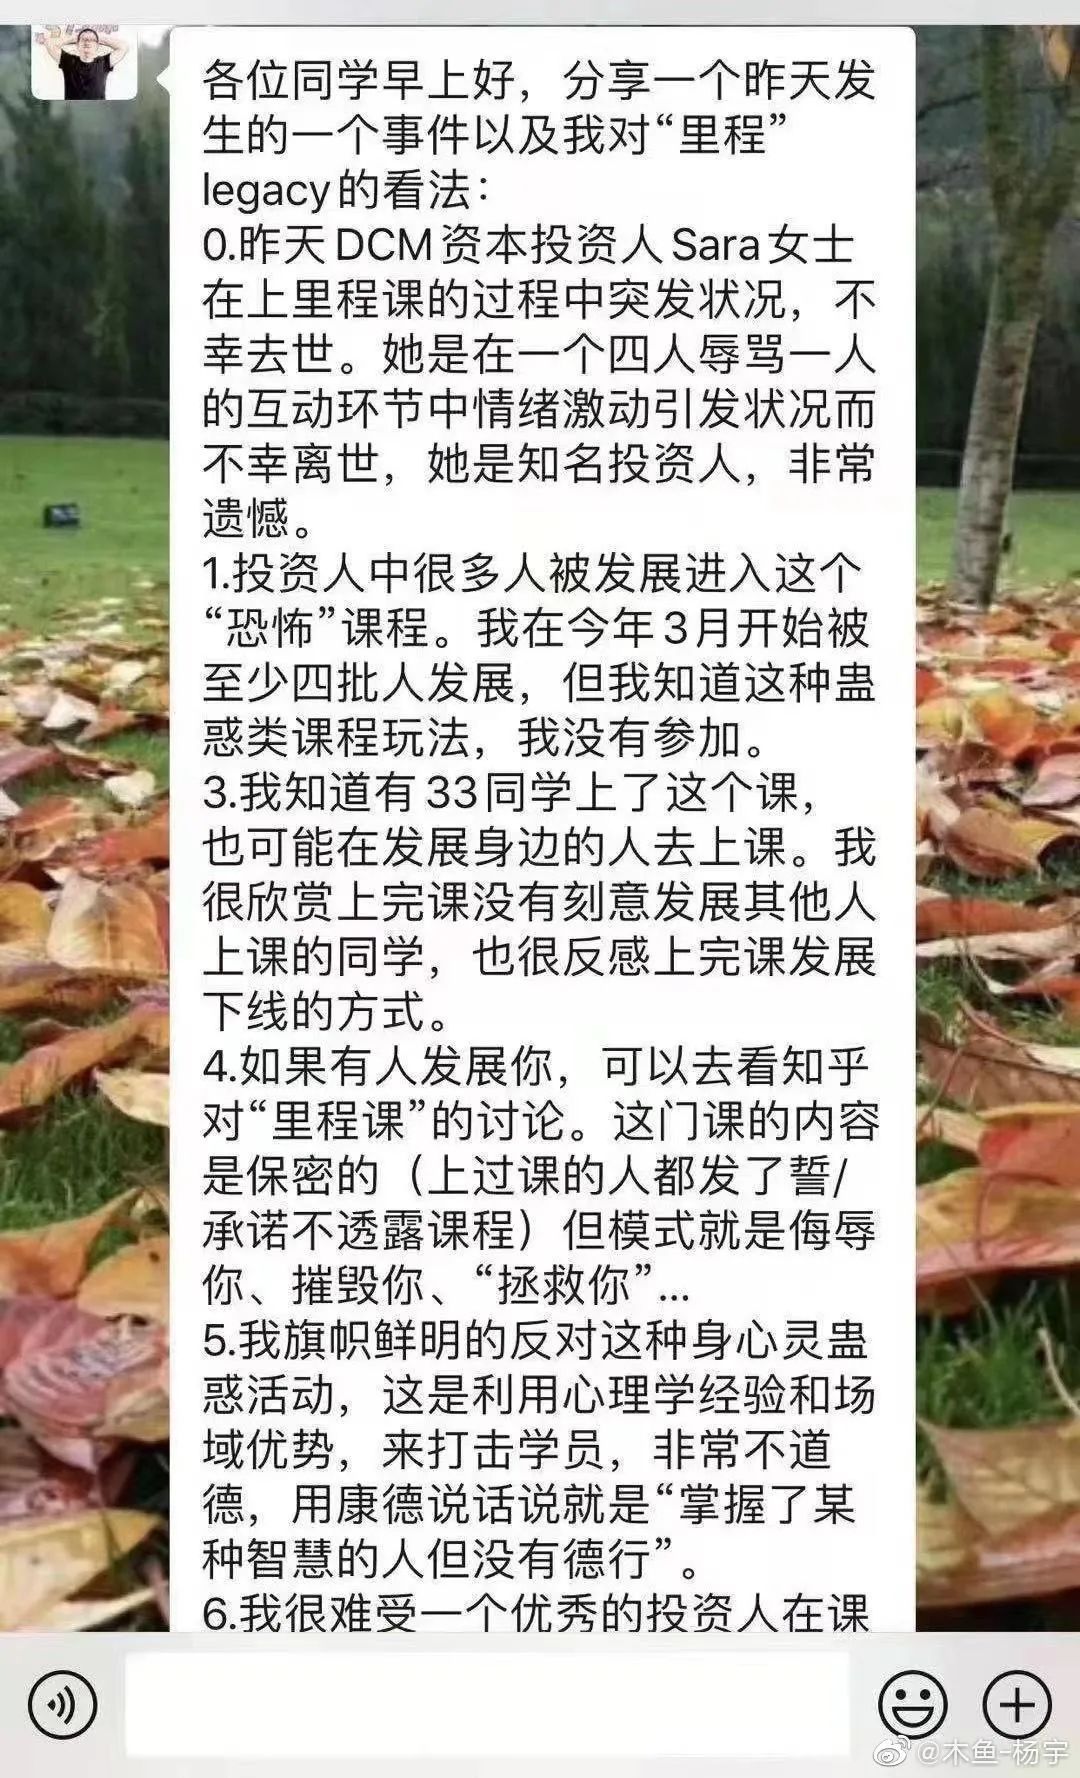 各位同学早上好，分享一个昨天发
生的一个事件以及我对“里程”
legacy的看法：
0.昨天DCM资本投资人Sara女士
在上里程课的过程中突发状况，不
幸去世。她是在一个四人辱骂一人
的互动环节中情绪激动引发状况而
不幸离世，她是知名投资人，非常
遗憾。
1.投资人中很多人被发展进入这个
“恐怖”课程。我在今年3月开始被
至少四批人发展，但我知道这种蛊
惑类课程玩法，我没有参加。
3.我知道有33同学上了这个课，
也可能在发展身边的人去上课。我
很欣赏上完课没有刻意发展其他人
上课的同学，也很反感上完课发展
下线的方式。
4.如果有人发展你，可以去看知乎
对“里程课”的讨论。这门课的内容
是保密的（上过课的人都发了誓/
承诺不透露课程）但模式就是侮辱
你、摧毁你、“拯救你”...
5.我旗帜鲜明的反对这种身心灵蛊
惑活动，这是利用心理学经验和场
域优势，来打击学员，非常不道
德，用康德说话说就是“掌握了某
种智慧的人但没有德行”。
6.我很难受一个优秀的投资人在课
@木鱼-杨宇